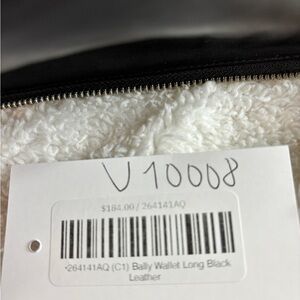 V10008
$184.00 / 264141AQ
*264141AQ (C1) Bally Wallet Long Black
Leather